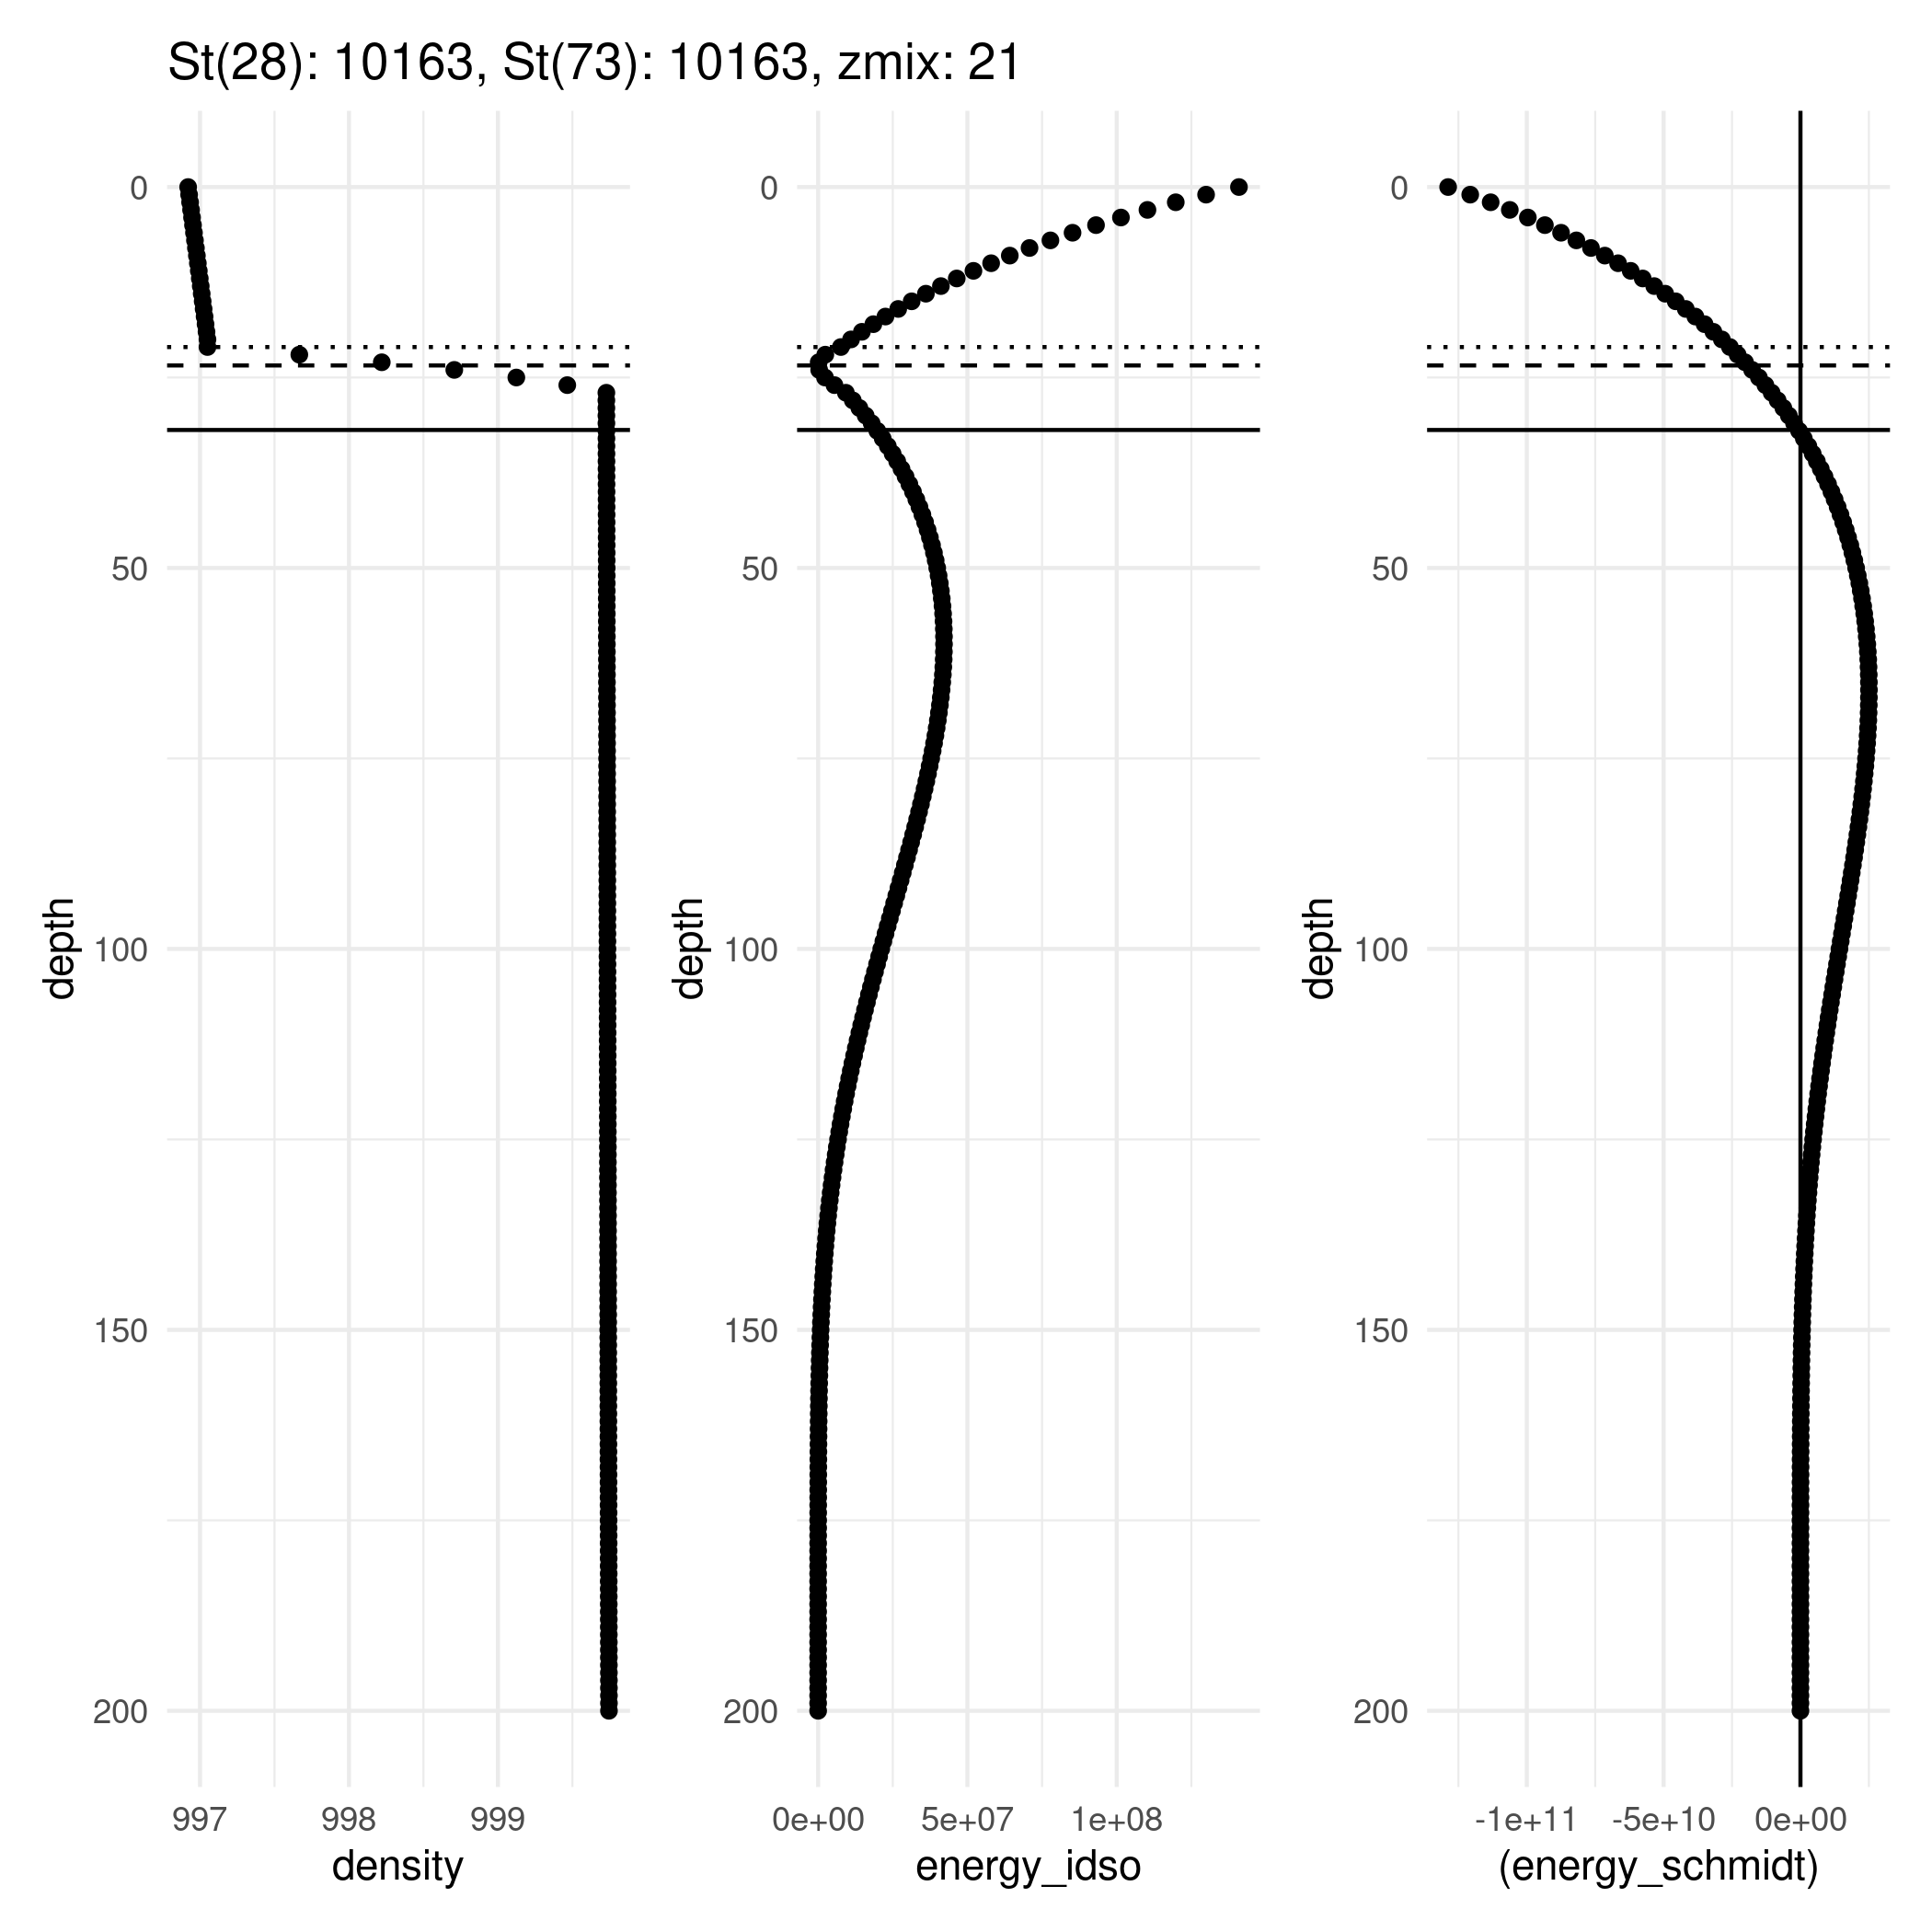 St(28): 10163, St(73): 10163, zmix: 21
0
50
100
150
200
depth
997 998 999
density
0
50
100
150
200
depth
0e+00 5e+07 1e+08
energy_idso
0
50
100
150
200
depth
-1e+11 -5e+10 0e+00
(energy_schmidt)